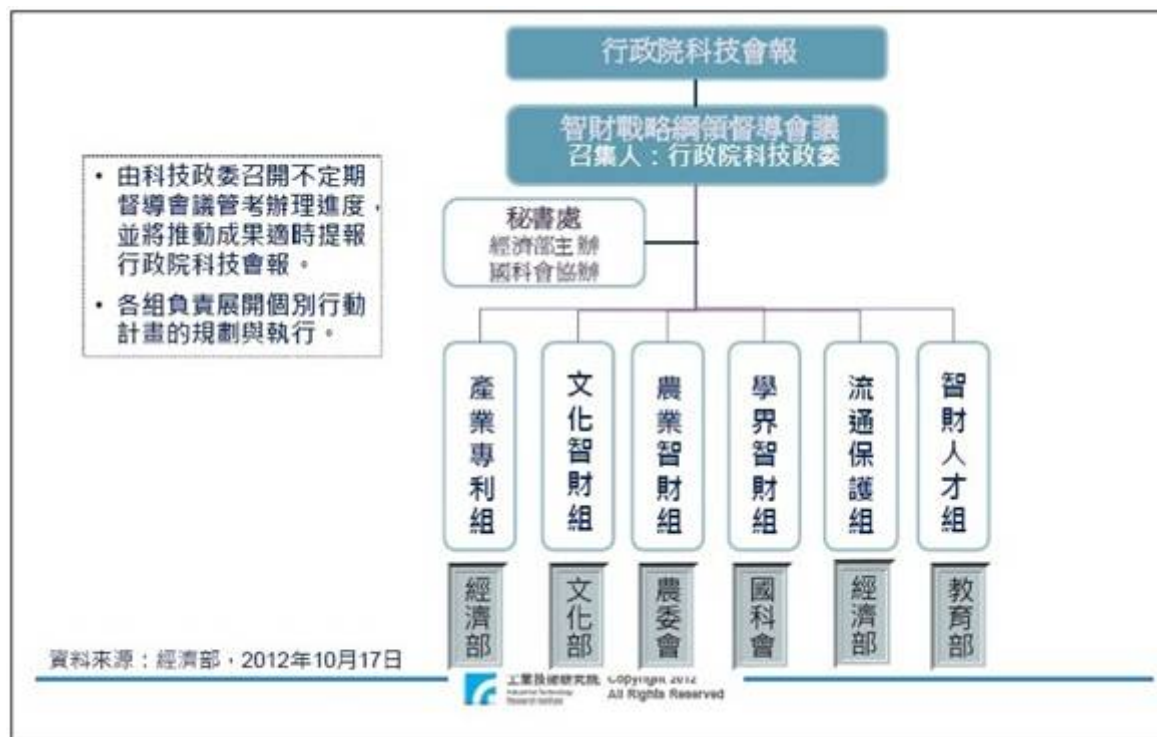 行政院科技會報
智財戰略綱領督導會議
召集人：行政院科技政委
• 由科技政委召開不定期
督導會議管考辦理進度，
並將推動成果適時提報
行政院科技會報。
• 各組負責展開個別行動
計畫的規劃與執行。
秘書處
經濟部主辦
國科會協辦
產業專利組
文化智財組
農業智財組
學界智財組
流通保護組
智財人才組
經濟部
文化部
農委會
國科會
經濟部
教育部
資料來源：經濟部，2012年10月17日
工業技術研究院
Industrial Technology
Research Institute
Copyright 2012
All Rights Reserved